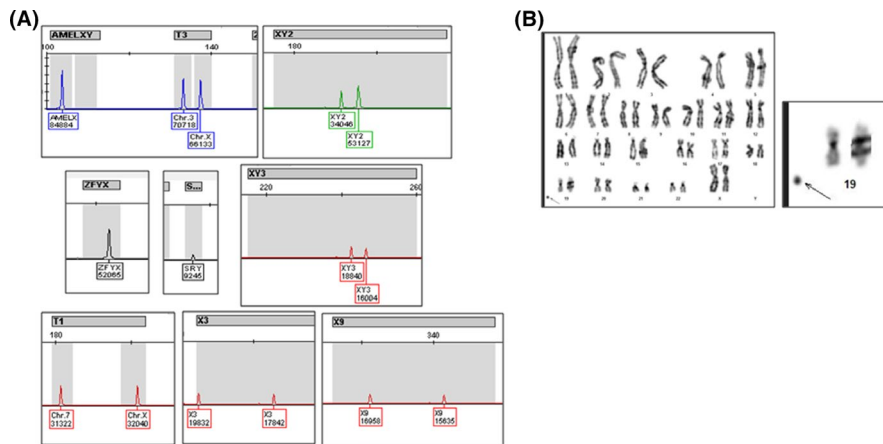 (A)
(B)
AMELXY
T3
100
140
AMELX
84884
Chr.3
70718
Chr.X
66133
XY2
180
XY2
34046
XY2
53127
ZFYX
ZFYX
52065
S...
SRY
9245
XY3
220
260
XY3
18840
XY3
16004
T1
180
Chr.7
31322
Chr.X
32040
X3
X3
19832
X3
17842
X9
340
X9
16958
X9
15635
19